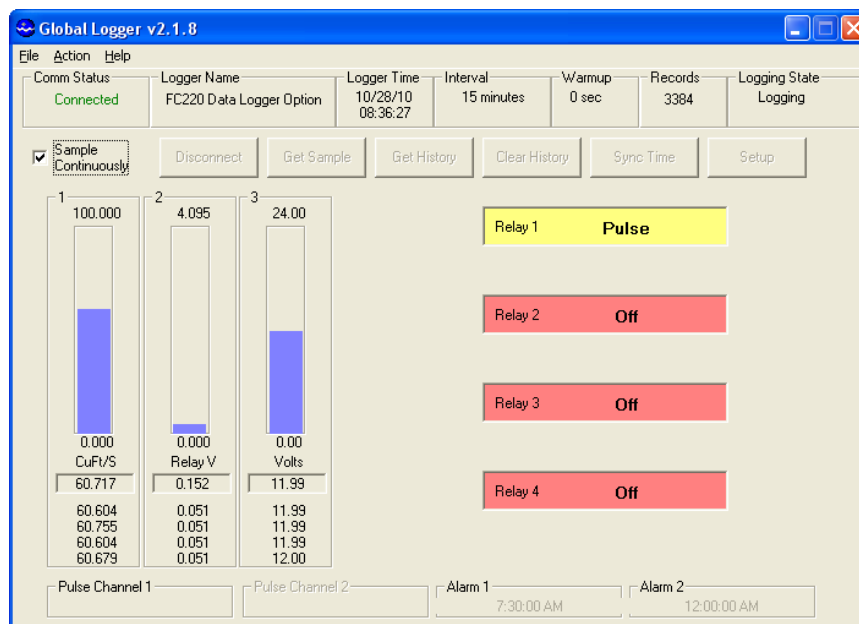 Global Logger v2.1.8
File Action Help
Comm Status Logger Name Logger Time Interval Warmup Records Logging State
Connected FC220 Data Logger Option 10/28/10 15 minutes 0 sec 3384 Logging
08:36:27
Sample
Continuously
Disconnect Get Sample Get History Clear History Sync Time Setup
1 2 3
100.000 4.095 24.00
Relay 1 Pulse
Relay 2 Off
Relay 3 Off
0.000 0.000 0.00
CuFt/S Relay V Volts
60.717 0.152 11.99
Relay 4 Off
60.604 0.051 11.99
60.755 0.051 11.99
60.604 0.051 11.99
60.679 0.051 12.00
Pulse Channel 1 Pulse Channel 2 Alarm 1 Alarm 2
7:30:00 AM 12:00:00 AM